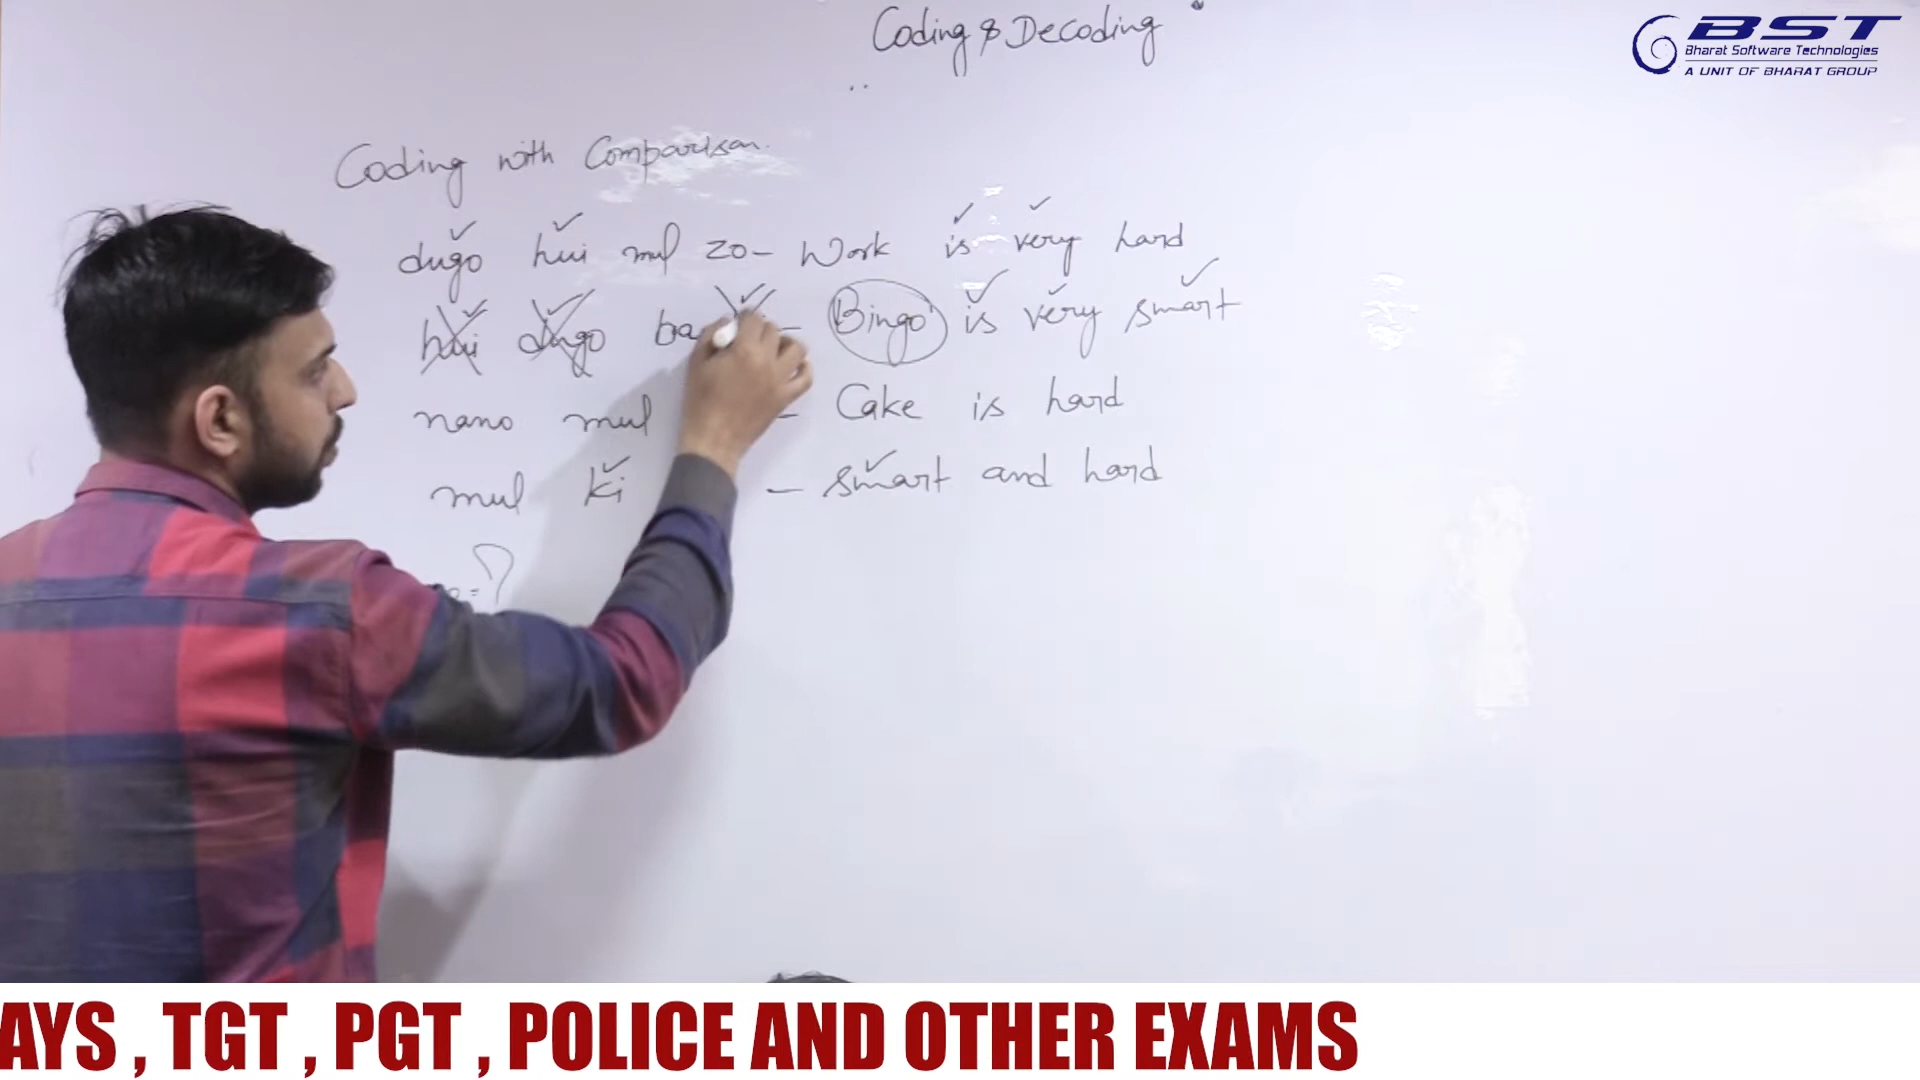 Coding & Decoding
BST
Bharat Software Technologies
A UNIT OF BHARAT GROUP
Coding with Comparison.
dugo hui mul zo - Work is very hard
hui dugo ba - Bingo is very smart
nano mul - Cake is hard
mul ki - smart and hard
= ?
AYS , TGT , PGT , POLICE AND OTHER EXAMS